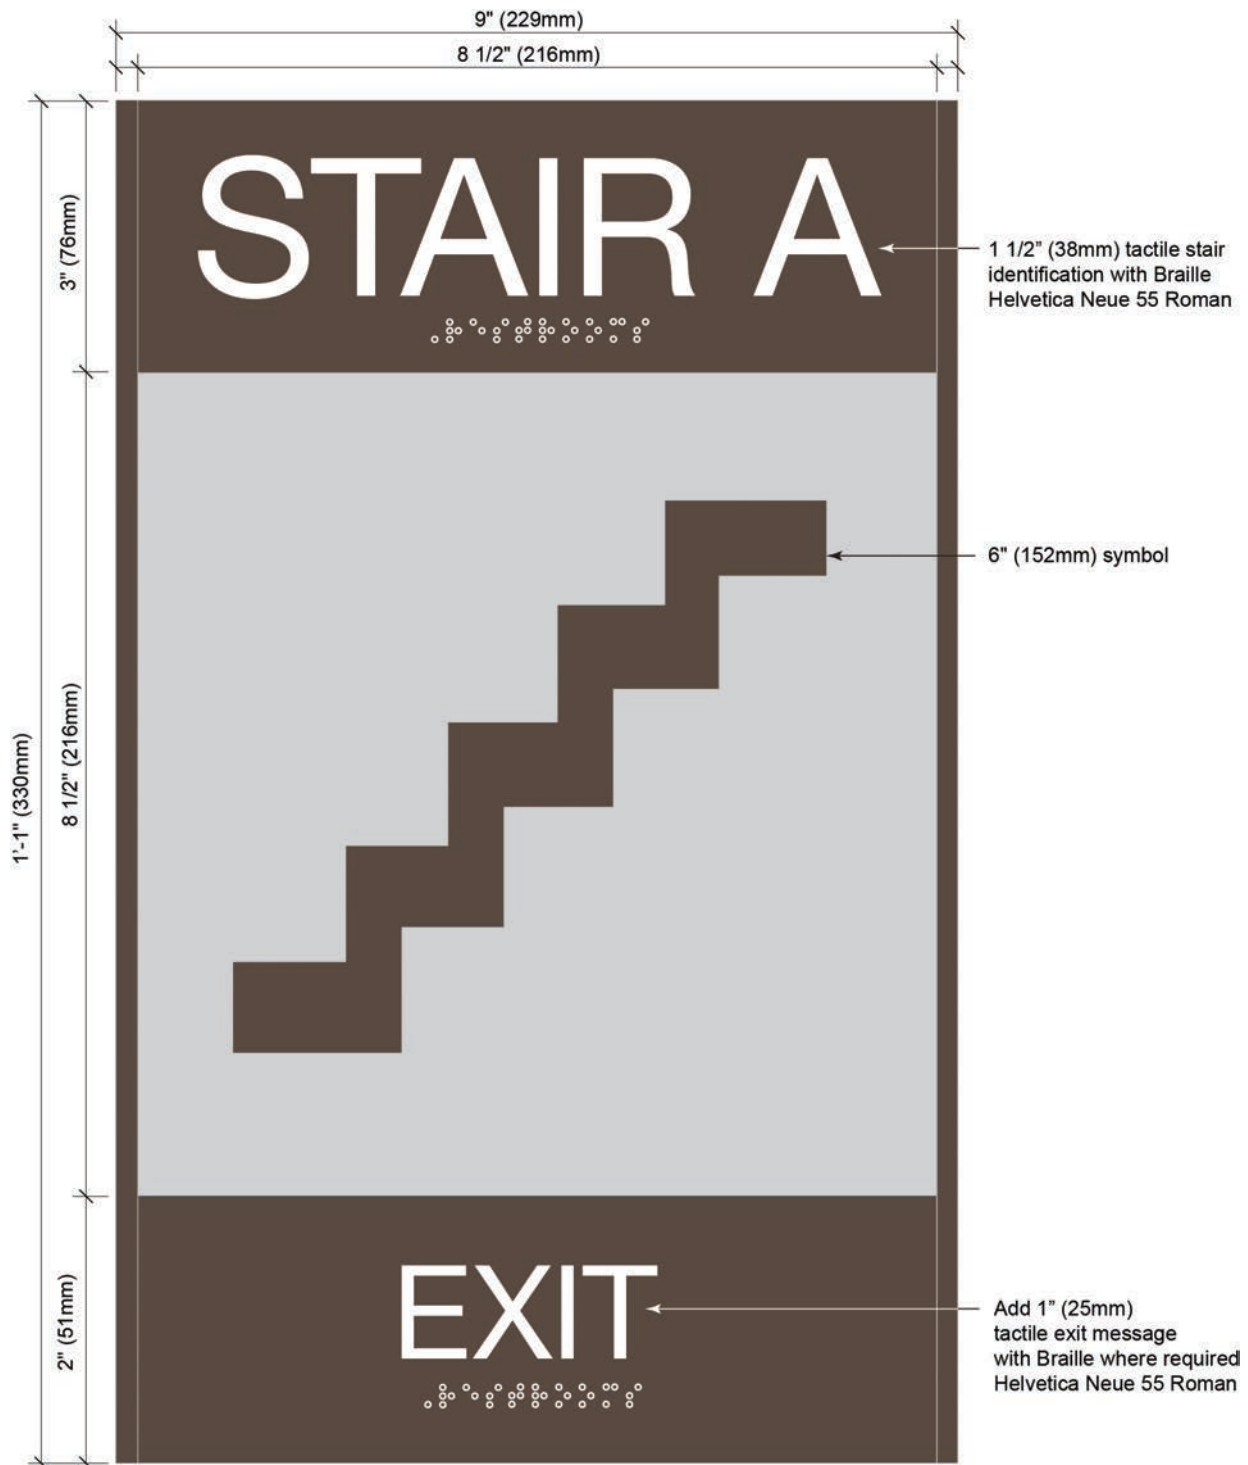 9" (229mm)
8 1/2" (216mm)
3" (76mm)
STAIR A
1 1/2" (38mm) tactile stair
identification with Braille
Helvetica Neue 55 Roman
6" (152mm) symbol
8 1/2" (216mm)
1'-1" (330mm)
2" (51mm)
EXIT
Add 1" (25mm)
tactile exit message
with Braille where required
Helvetica Neue 55 Roman